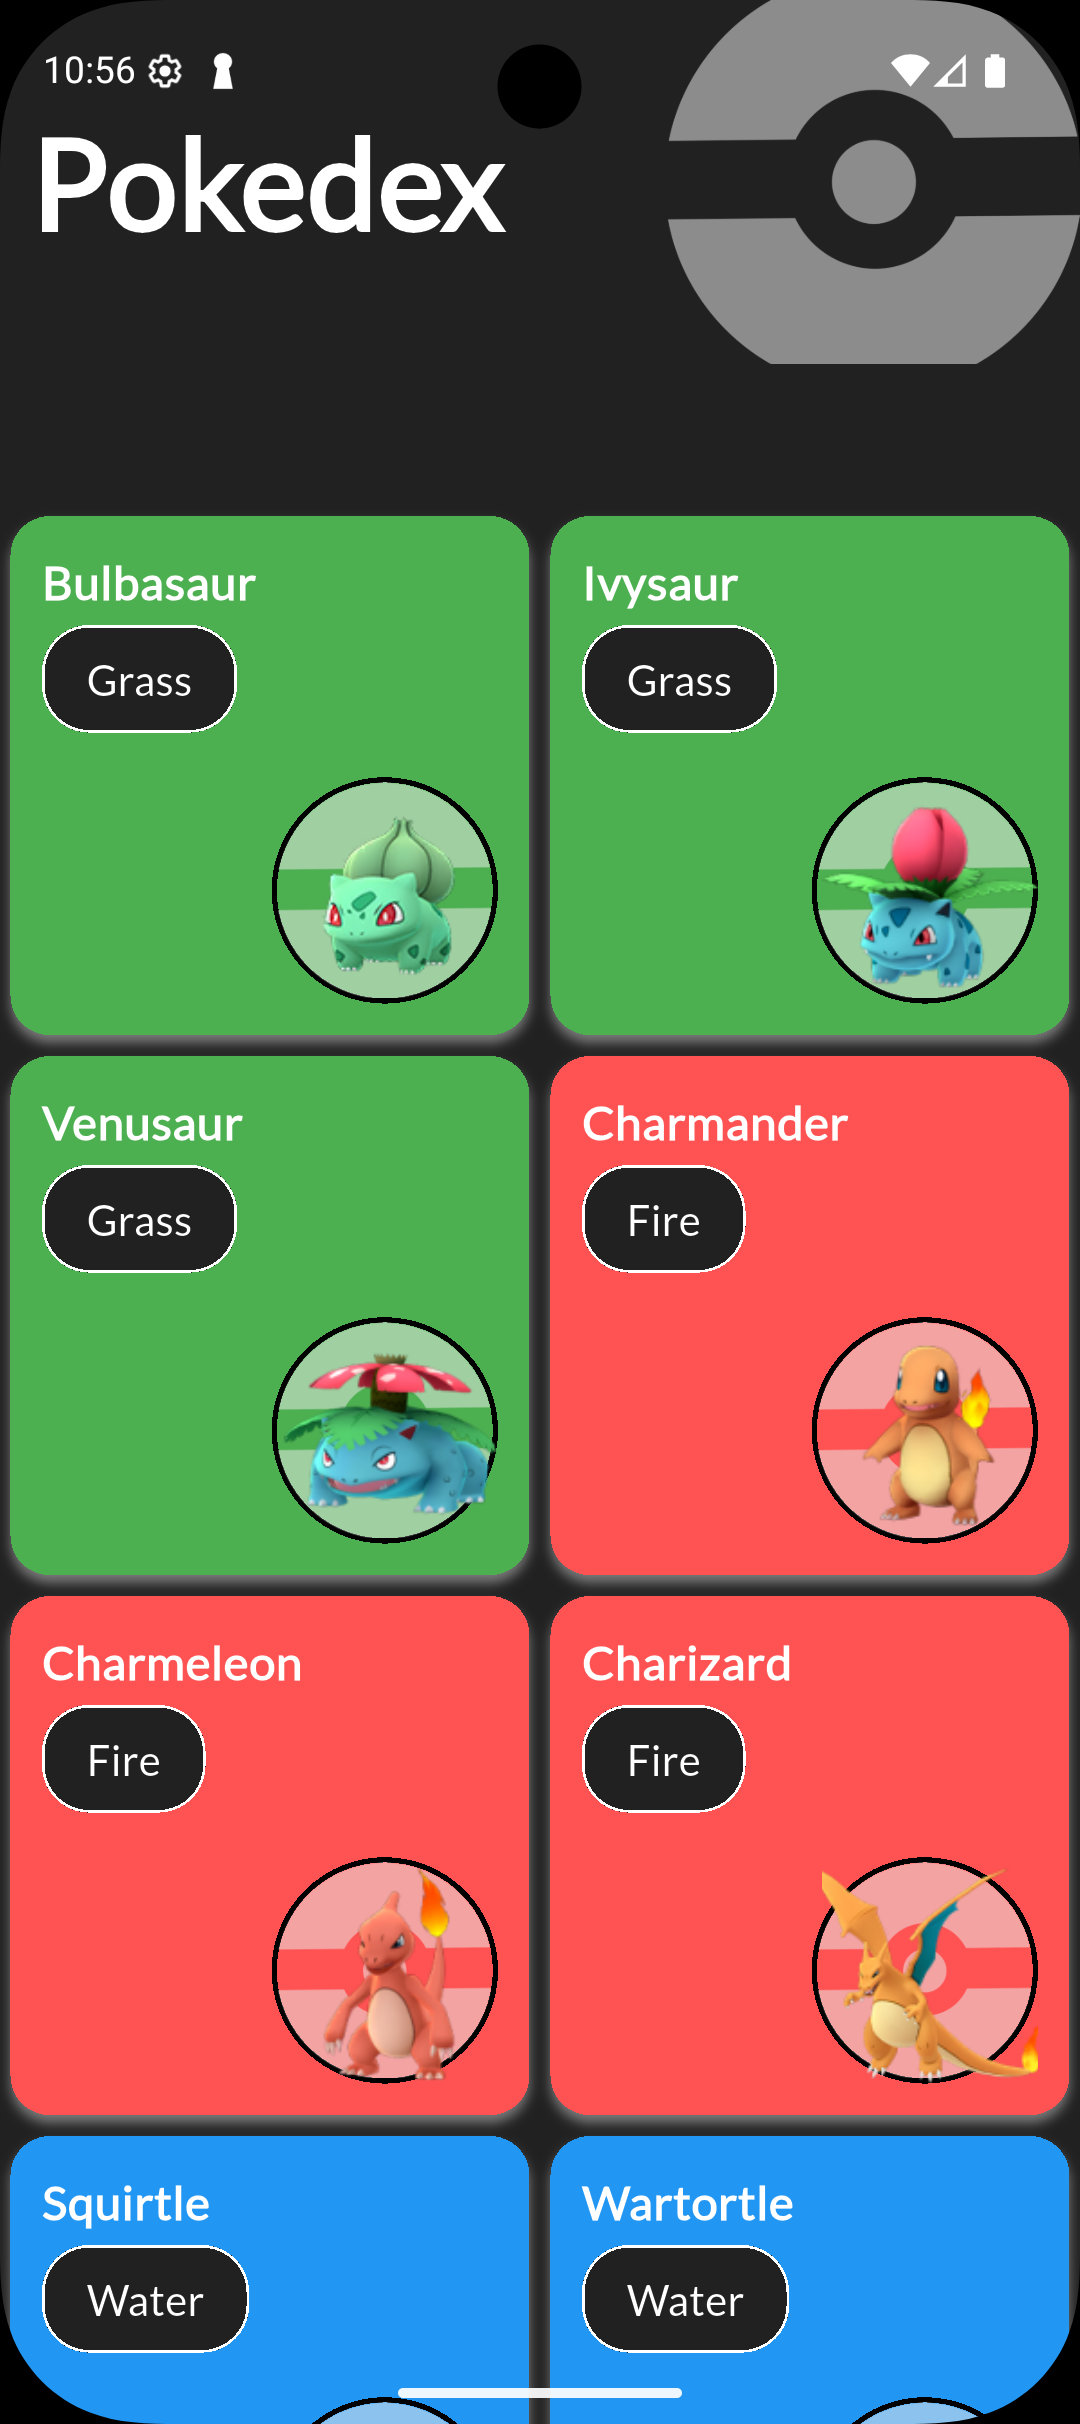 10:56
Pokedex
Bulbasaur
Grass
Ivysaur
Grass
Venusaur
Grass
Charmander
Fire
Charmeleon
Fire
Charizard
Fire
Squirtle
Water
Wartortle
Water